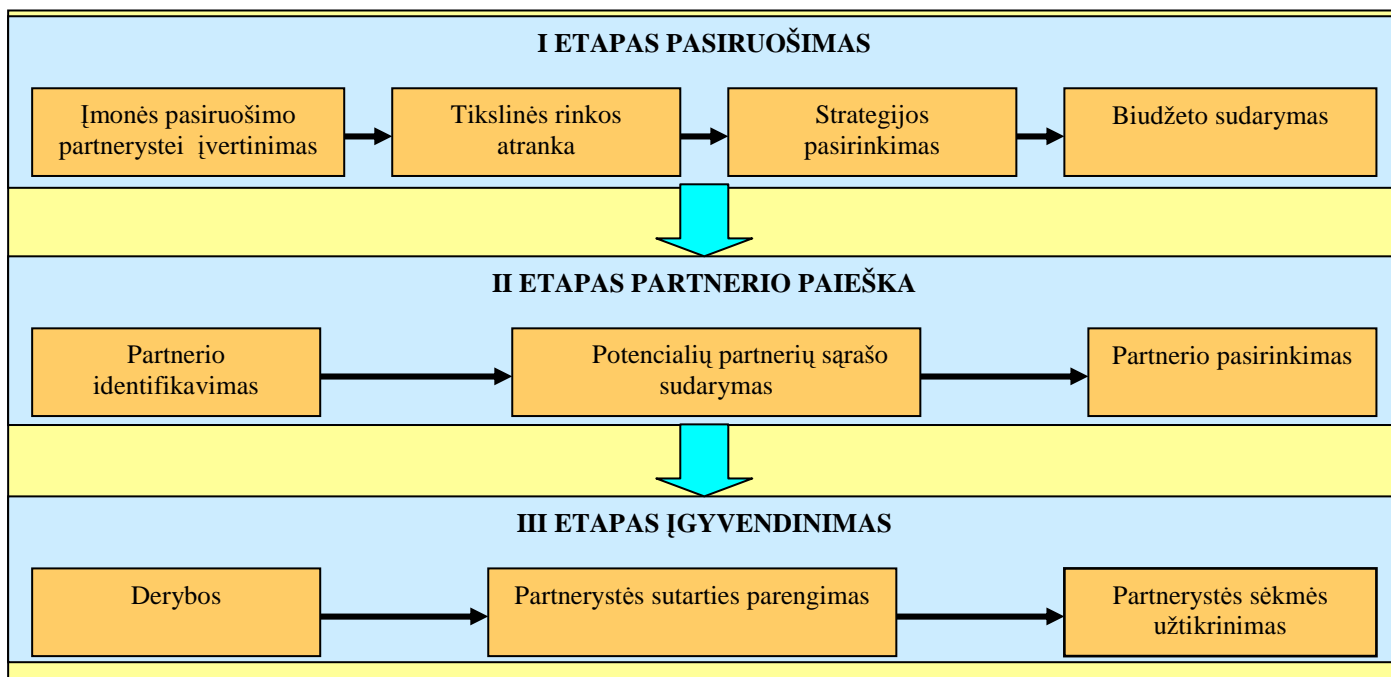 I ETAPAS PASIRUOŠIMAS
Įmonės pasiruošimo
partnerystei įvertinimas
Tikslinės rinkos
atranka
Strategijos
pasirinkimas
Biudžeto sudarymas
II ETAPAS PARTNERIO PAIEŠKA
Partnerio
identifikavimas
Potencialių partnerių sąrašo
sudarymas
Partnerio pasirinkimas
III ETAPAS ĮGYVENDINIMAS
Derybos
Partnerystės sutarties parengimas
Partnerystės sėkmės
užtikrinimas